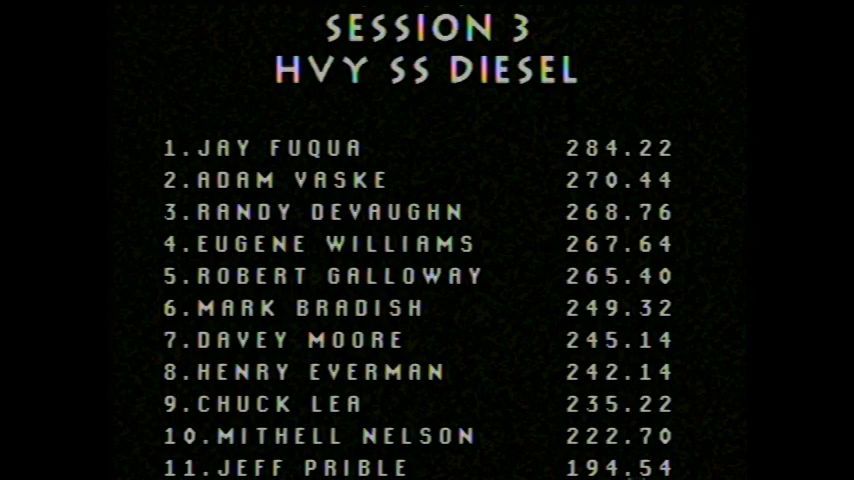 SESSION 3
HVY SS DIESEL
1.JAY FUQUA 284.22
2.ADAM VASKE 270.44
3.RANDY DEVAUGHN 268.76
4.EUGENE WILLIAMS 267.64
5.ROBERT GALLOWAY 265.40
6.MARK BRADISH 249.32
7.DAVEY MOORE 245.14
8.HENRY EVERMAN 242.14
9.CHUCK LEA 235.22
10.MITHELL NELSON 222.70
11.JEFF PRIBLE 194.54